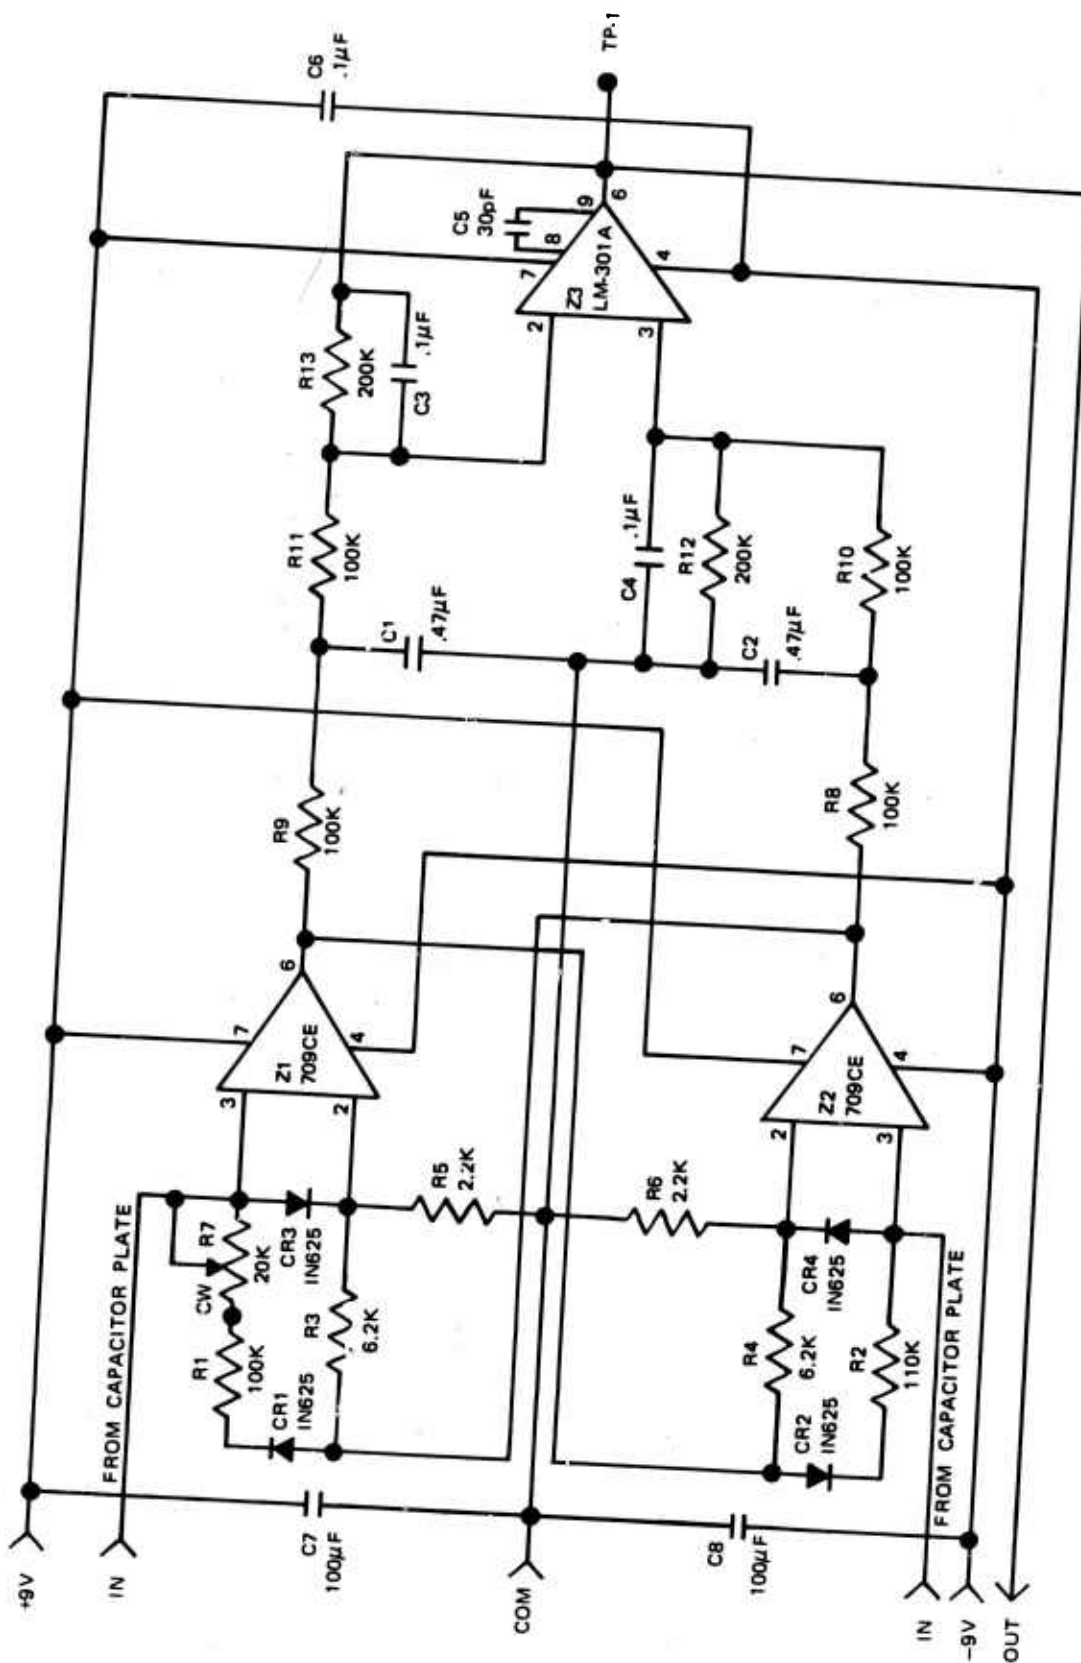 +9V
IN
FROM CAPACITOR PLATE
COM
IN
FROM CAPACITOR PLATE
-9V
OUT
C7
100µF
C8
100µF
R1
100K
CW
R7
20K
CR1
IN625
CR3
IN625
R3
6.2K
R5
2.2K
R6
2.2K
R4
6.2K
CR2
IN625
CR4
IN625
R2
110K
3
2
7
4
6
Z1
709CE
2
3
7
4
6
Z2
709CE
R9
100K
R8
100K
C1
.47µF
C2
.47µF
R11
100K
R10
100K
C4
.1µF
R12
200K
R13
200K
C3
.1µF
2
3
7
8
9
6
4
Z3
LM-301A
C5
30pF
C6
.1µF
TP-1